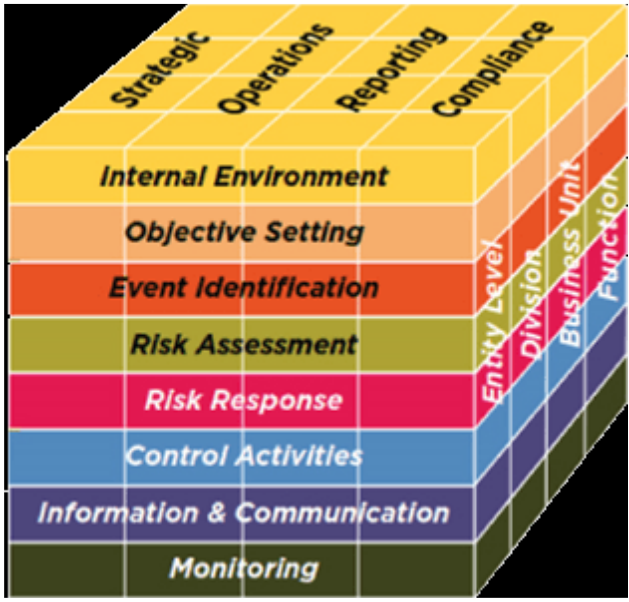 Strategic
Operations
Reporting
Compliance
Internal Environment
Objective Setting
Event Identification
Risk Assessment
Risk Response
Control Activities
Information & Communication
Monitoring
Entity Level
Division
Business Unit
Function